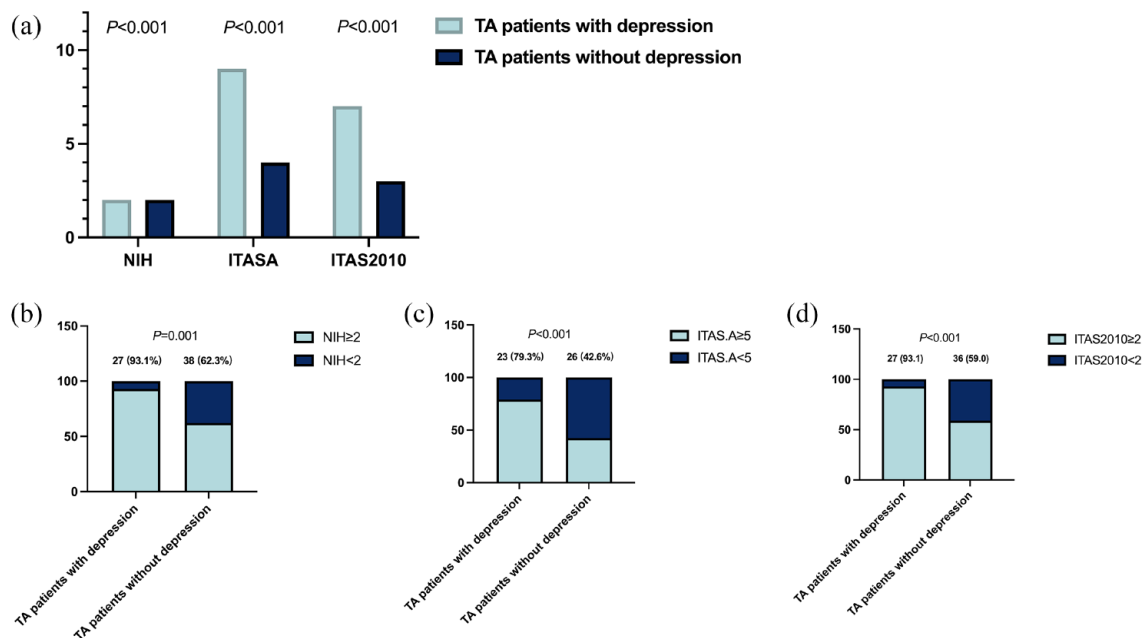 (a)
P<0.001 P<0.001 P<0.001
TA patients with depression
TA patients without depression
10
5
0
NIH ITASA ITAS2010
(b)
P=0.001
NIH≥2
NIH<2
27 (93.1%) 38 (62.3%)
150
100
50
0
TA patients with depression
TA patients without depression
(c)
P<0.001
ITAS.A≥5
ITAS.A<5
23 (79.3%) 26 (42.6%)
150
100
50
0
TA patients with depression
TA patients without depression
(d)
P<0.001
ITAS2010≥2
ITAS2010<2
27 (93.1) 36 (59.0)
150
100
50
0
TA patients with depression
TA patients without depression